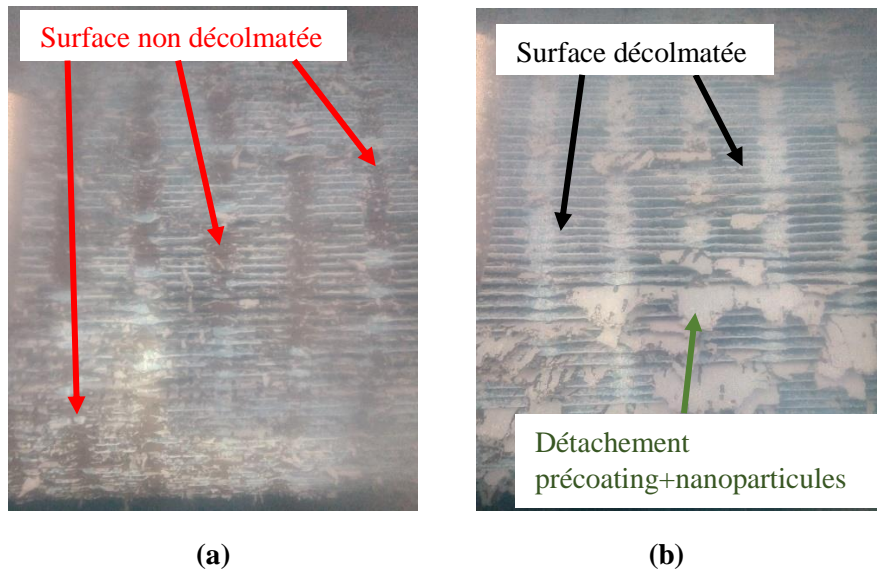 Surface non décolmatée
Surface décolmatée
Détachement
précoating+nanoparticules
(a)
(b)